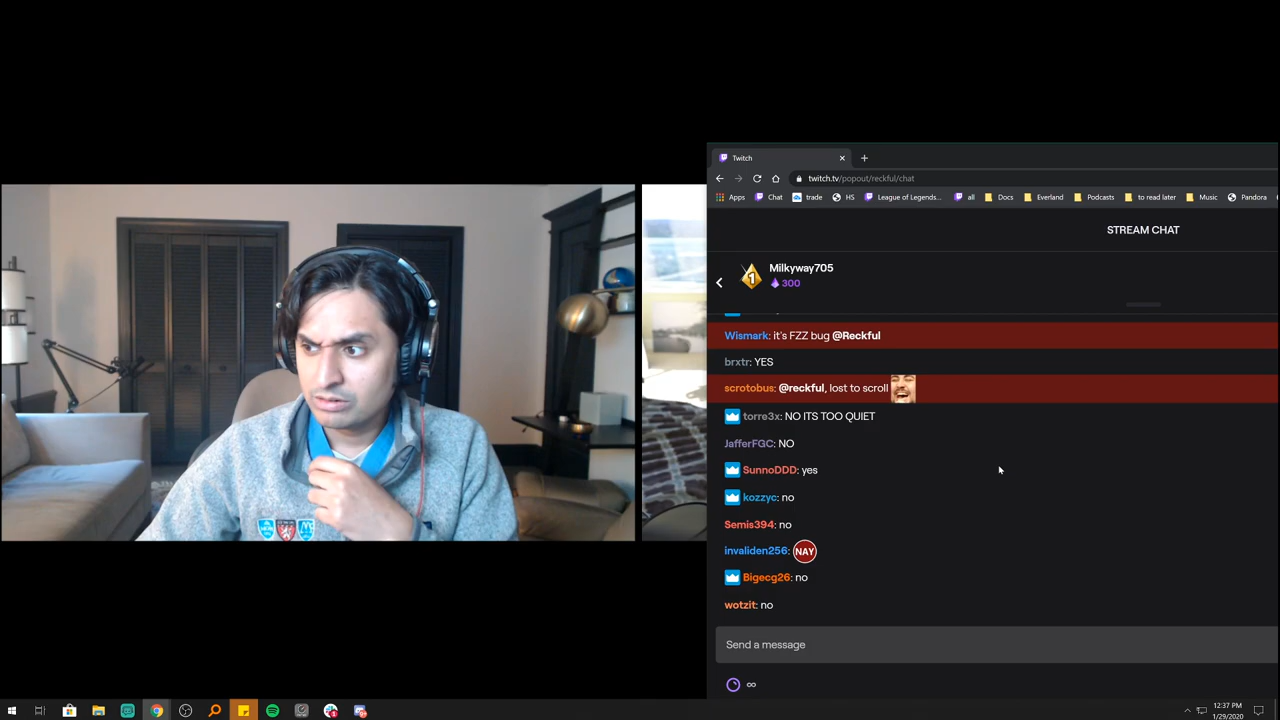 Twitch
twitch.tv/popout/reckful/chat
Apps Chat trade HS League of Legends... all Docs Everland Podcasts to read later Music Pandora
STREAM CHAT
1 Milkyway705
300
Wismark: it's FZZ bug @Reckful
brxtr: YES
scrotobus: @reckful, lost to scroll
torre3x: NO ITS TOO QUIET
JafferFGC: NO
SunnoDDD: yes
kozzyc: no
Semis394: no
invaliden256: NAY
Bigecg26: no
wotzit: no
Send a message
∞
12:37 PM
1/29/2020